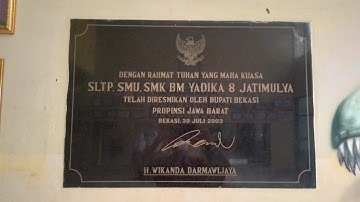 DENGAN RAHMAT TUHAN YANG MAHA KUASA
SLTP, SMU, SMK BM YADIKA 8 JATIMULYA
TELAH DIRESMIKAN OLEH BUPATI BEKASI
PROPINSI JAWA BARAT
BEKASI, 30 JULI 2003
H. WIKANDA DARMAWIJAYA